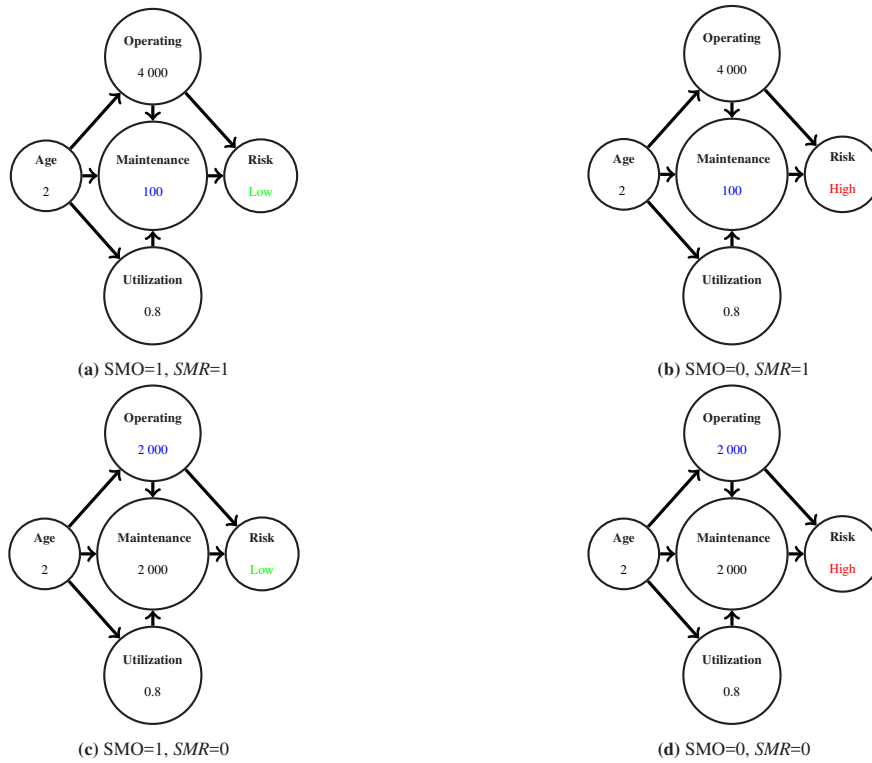 Operating
4 000
Age
2
Maintenance
100
Risk
Low
Utilization
0.8
(a) SMO=1, SMR=1
Operating
4 000
Age
2
Maintenance
100
Risk
High
Utilization
0.8
(b) SMO=0, SMR=1
Operating
2 000
Age
2
Maintenance
2 000
Risk
Low
Utilization
0.8
(c) SMO=1, SMR=0
Operating
2 000
Age
2
Maintenance
2 000
Risk
High
Utilization
0.8
(d) SMO=0, SMR=0